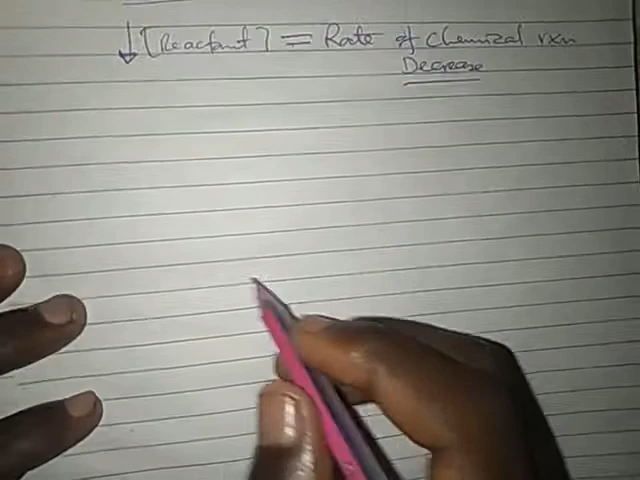 ↓ [Reactant] = Rate of chemical rxn
Decrease